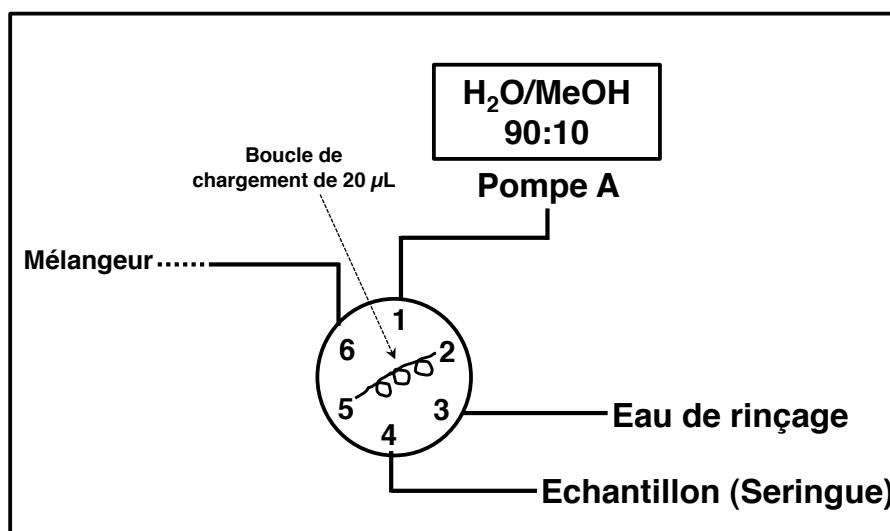 H₂O/MeOH
90:10
Pompe A
Boucle de
chargement de 20 µL
Mélangeur
1
6
2
5
3
4
Eau de rinçage
Echantillon (Seringue)